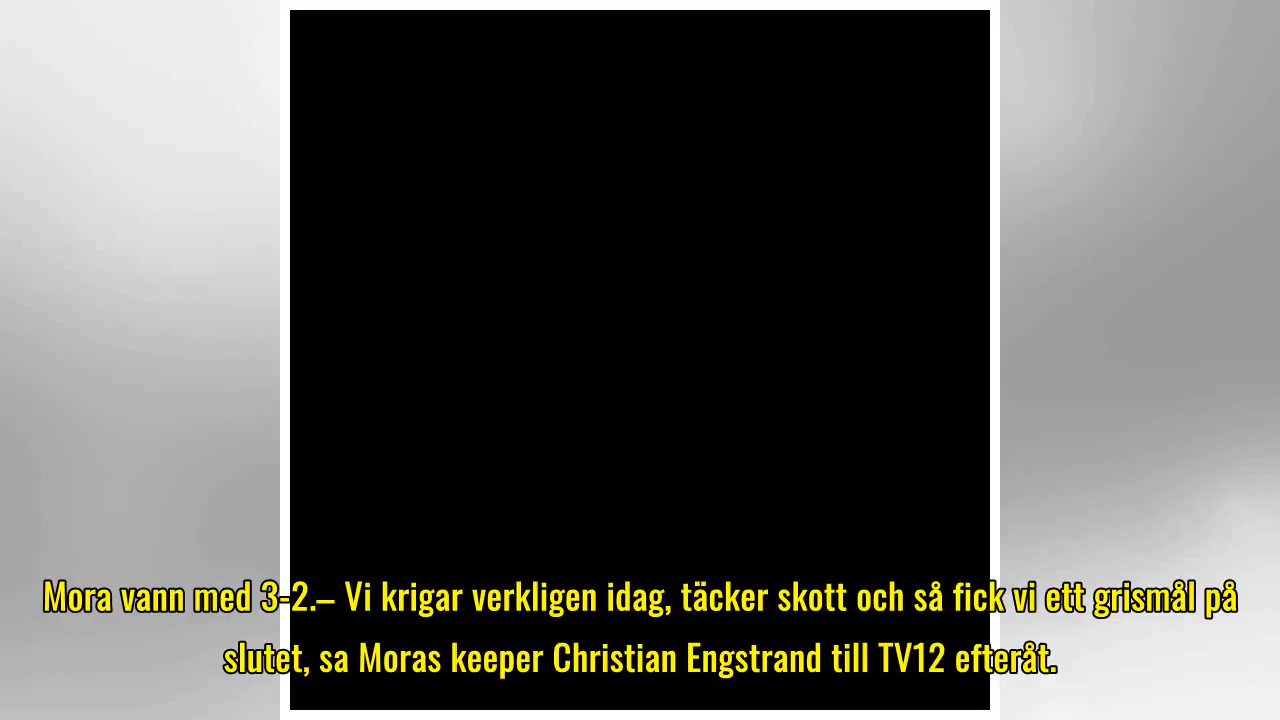 Mora vann med 3-2.– Vi krigar verkligen idag, täcker skott och så fick vi ett grismål på
slutet, sa Moras keeper Christian Engstrand till TV12 efteråt.